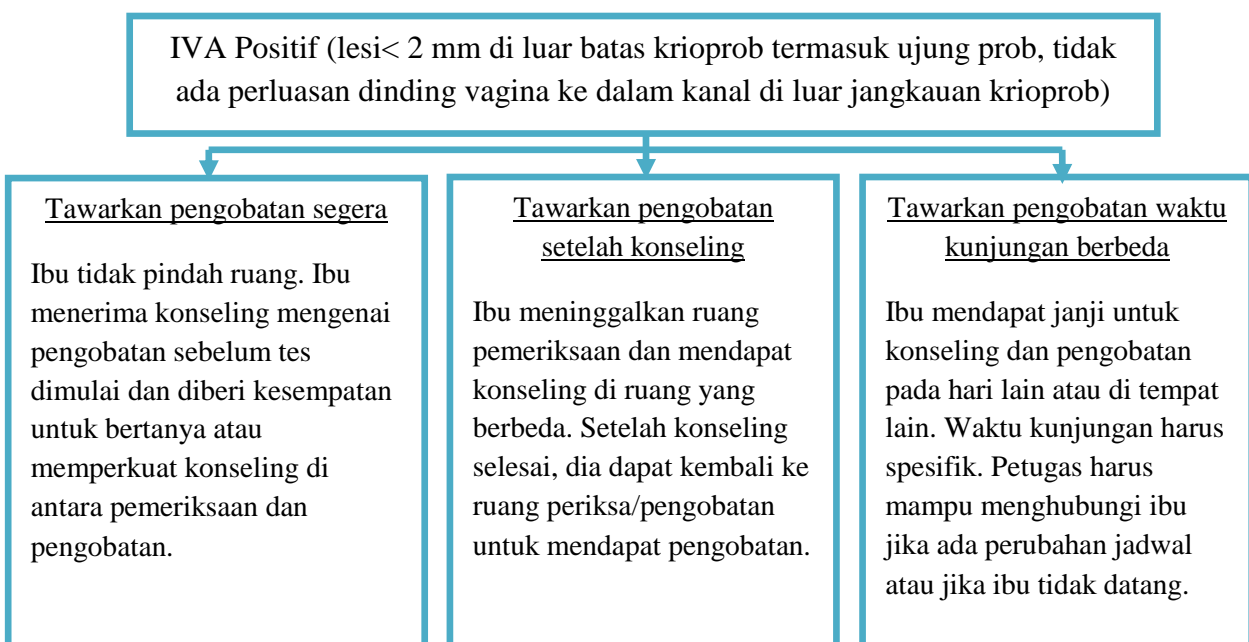 IVA Positif (lesi< 2 mm di luar batas krioprob termasuk ujung prob, tidak
ada perluasan dinding vagina ke dalam kanal di luar jangkauan krioprob)
Tawarkan pengobatan segera
Ibu tidak pindah ruang. Ibu
menerima konseling mengenai
pengobatan sebelum tes
dimulai dan diberi kesempatan
untuk bertanya atau
memperkuat konseling di
antara pemeriksaan dan
pengobatan.
Tawarkan pengobatan
setelah konseling
Ibu meninggalkan ruang
pemeriksaan dan mendapat
konseling di ruang yang
berbeda. Setelah konseling
selesai, dia dapat kembali ke
ruang periksa/pengobatan
untuk mendapat pengobatan.
Tawarkan pengobatan waktu
kunjungan berbeda
Ibu mendapat janji untuk
konseling dan pengobatan
pada hari lain atau di tempat
lain. Waktu kunjungan harus
spesifik. Petugas harus
mampu menghubungi ibu
jika ada perubahan jadwal
atau jika ibu tidak datang.